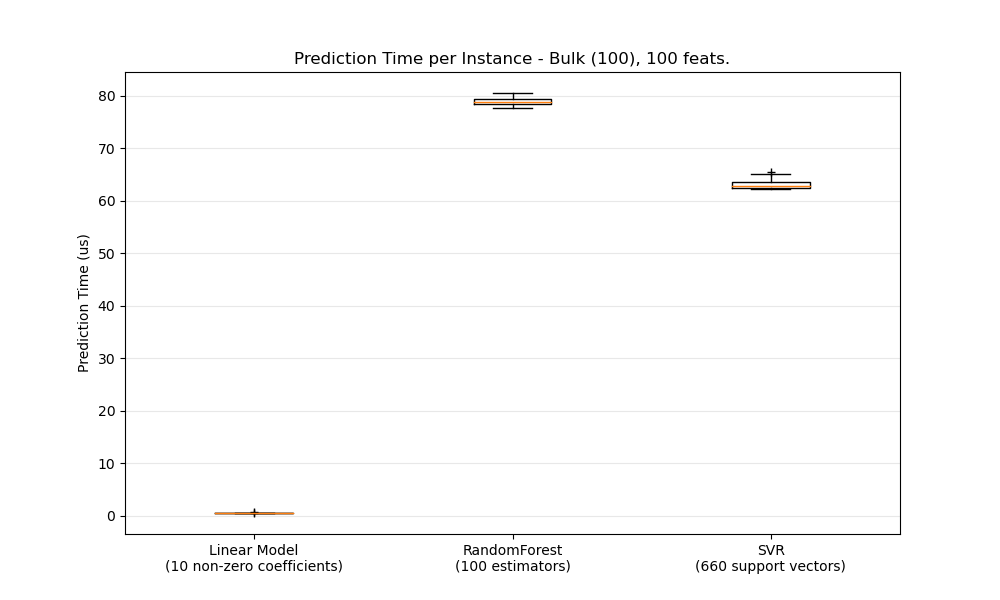 Prediction Time per Instance - Bulk (100), 100 feats.
Prediction Time (us)
80
70
60
50
40
30
20
10
0
Linear Model
(10 non-zero coefficients)
RandomForest
(100 estimators)
SVR
(660 support vectors)